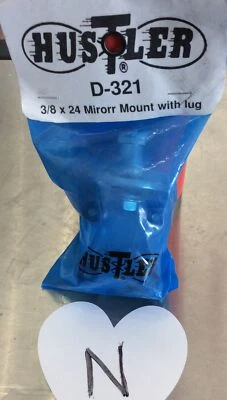 HUSTLER
®
D-321
3/8 x 24 Mirorr Mount with lug
HUSTLER
N